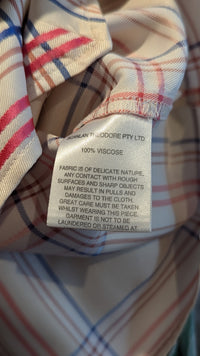 THEODORE PTY LTD
100% VISCOSE
FABRIC IS OF DELICATE NATURE,
ANY CONTACT WITH ROUGH
SURFACES AND SHARP OBJECTS
MAY RESULT IN PULLS AND
DAMAGES TO THE CLOTH.
GREAT CARE MUST BE TAKEN
WHILST WEARING THIS PIECE.
GARMENT IS NOT TO BE
LAUNDERED OR STEAMED AT